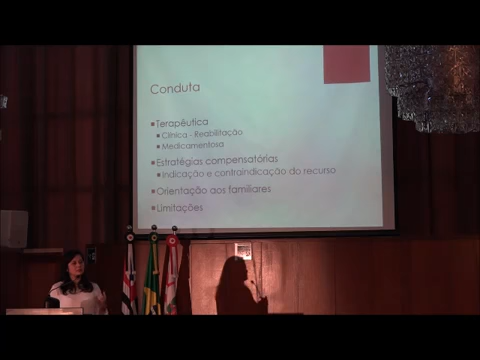 Conduta
Terapêutica
Clínica - Reabilitação
Medicamentosa
Estratégias compensatórias
Indicação e contraindicação do recurso
Orientação aos familiares
Limitações